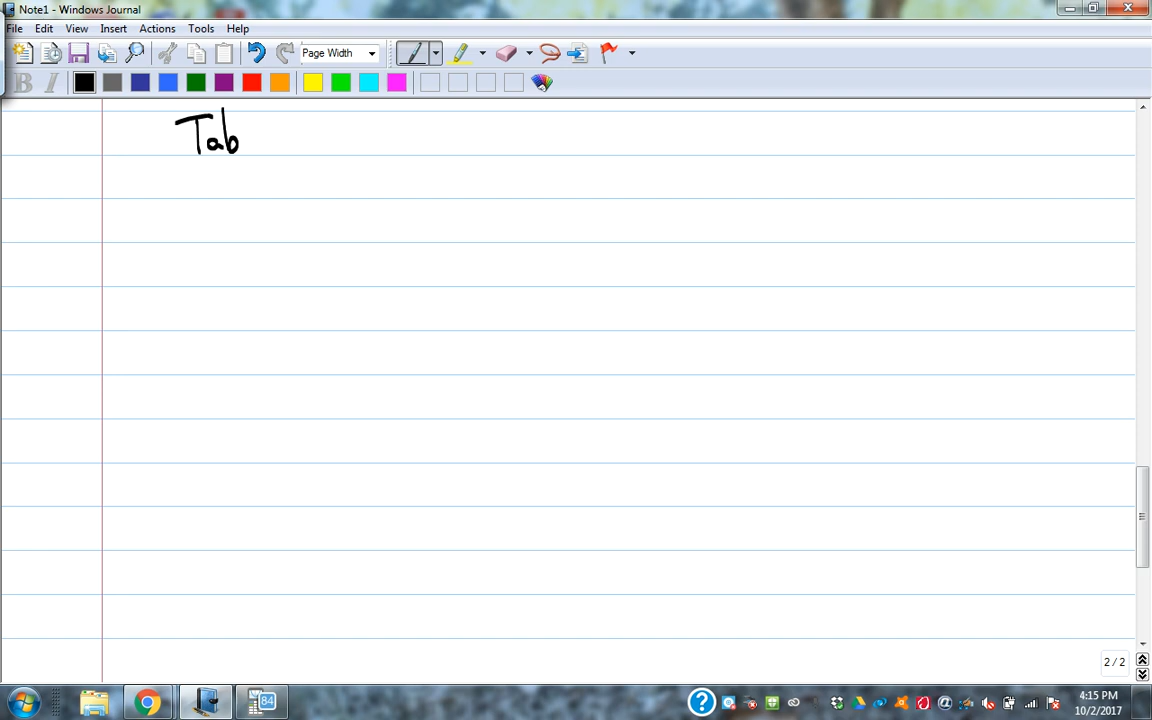 Note1 - Windows Journal
File Edit View Insert Actions Tools Help
Page Width
B I
Tab
2 / 2
84
4:15 PM
10/2/2017